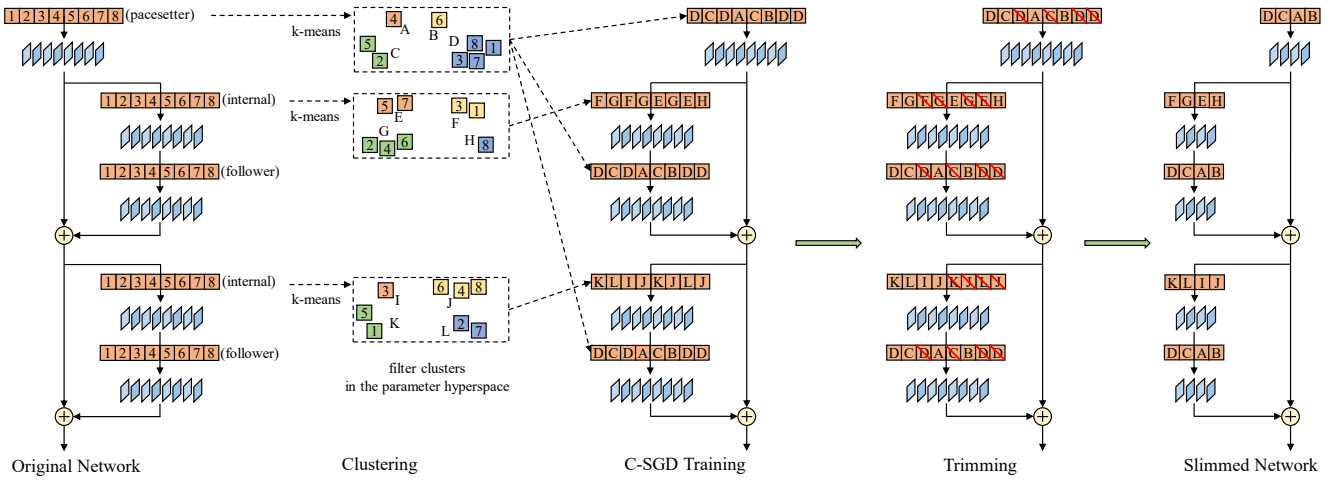 1 2 3 4 5 6 7 8 (pacesetter)
k-means
4 A 6 B 5 C 2 D 8 1 3 7
D C D A C B D D
D C D A C B D D
D C A B
1 2 3 4 5 6 7 8 (internal)
k-means
5 7 E 3 1 F G 2 4 6 H 8
F G F G E G E H
F G F G E G E H
F G E H
1 2 3 4 5 6 7 8 (follower)
D C D A C B D D
D C D A C B D D
D C A B
1 2 3 4 5 6 7 8 (internal)
k-means
3 I 6 4 8 J 5 1 K L 2 7
K L I J K J L J
K L I J K J L J
K L I J
1 2 3 4 5 6 7 8 (follower)
D C D A C B D D
D C D A C B D D
D C A B
filter clusters
in the parameter hyperspace
Original Network
Clustering
C-SGD Training
Trimming
Slimmed Network